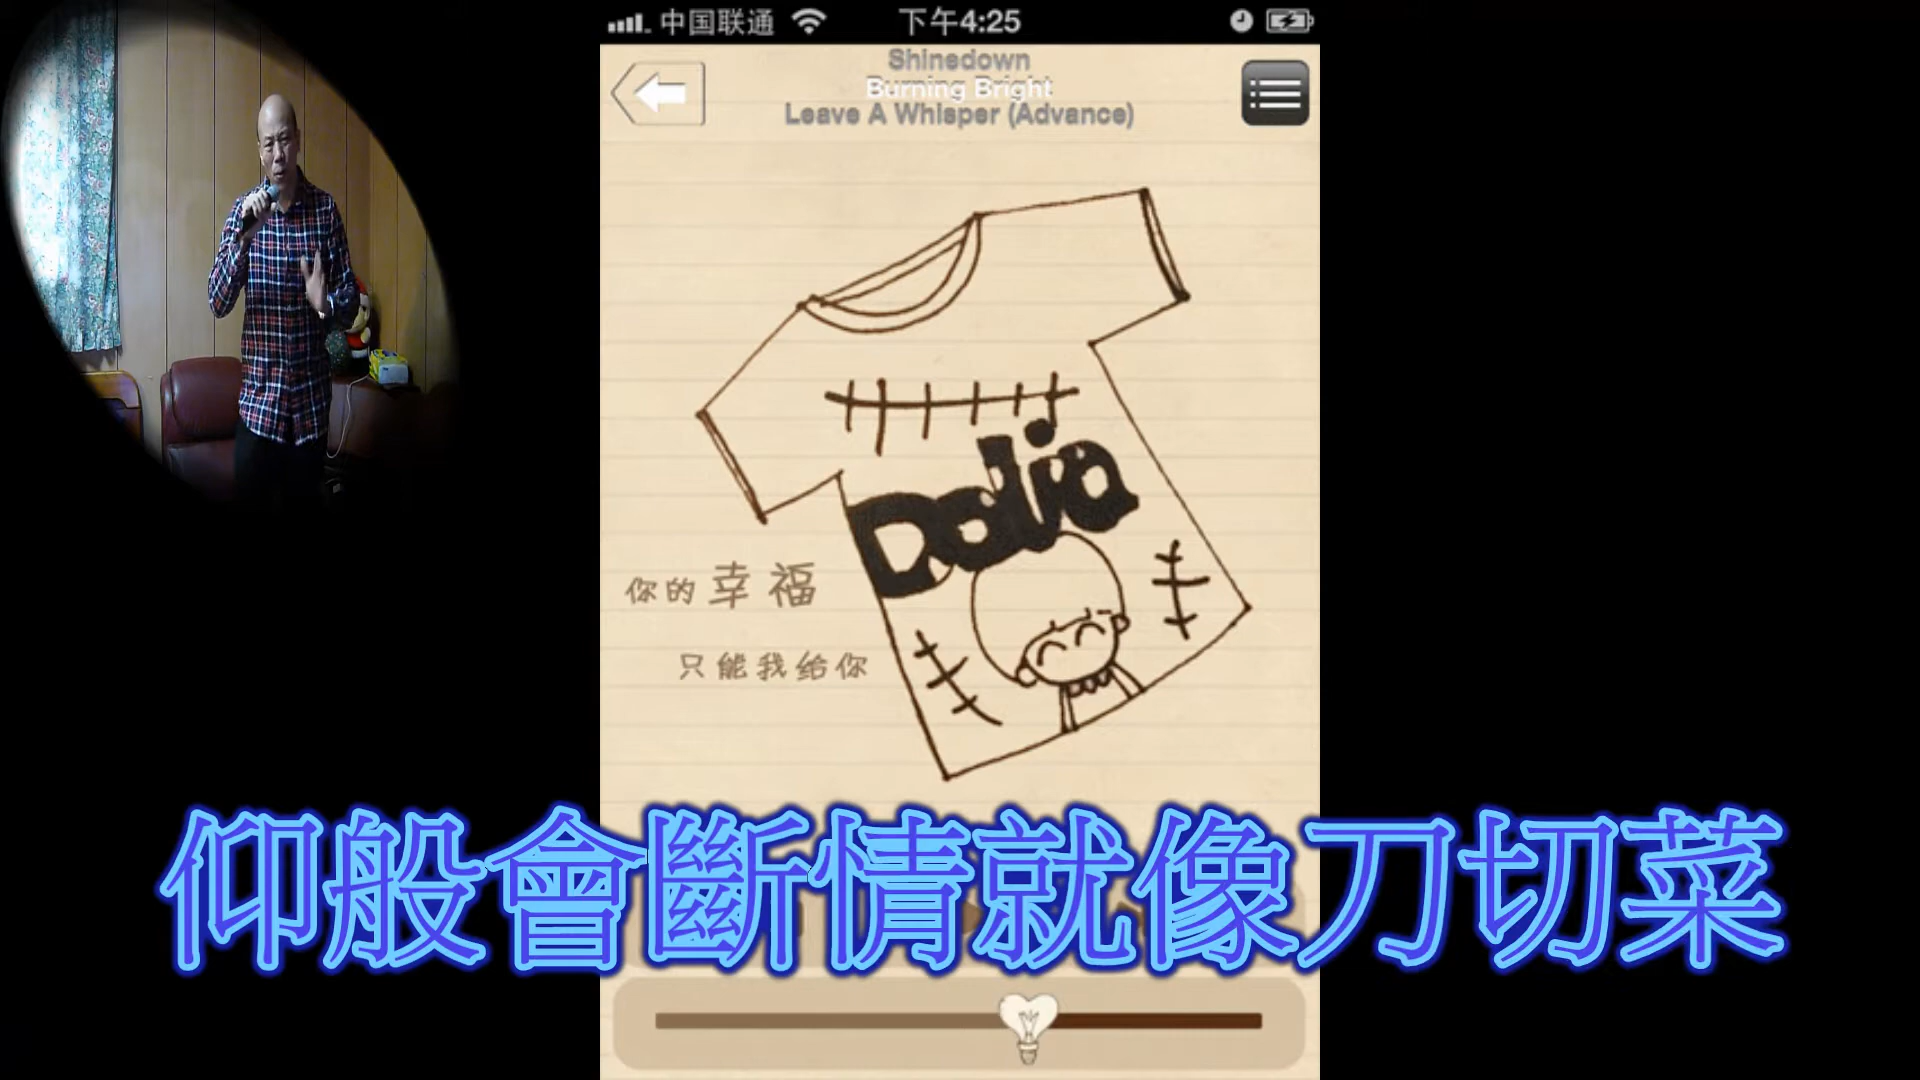 中国联通
下午4:25
Shinedown
Burning Bright
Leave A Whisper (Advance)
Dolia
你的幸福
只能我给你
仰般會斷情就像刀切菜